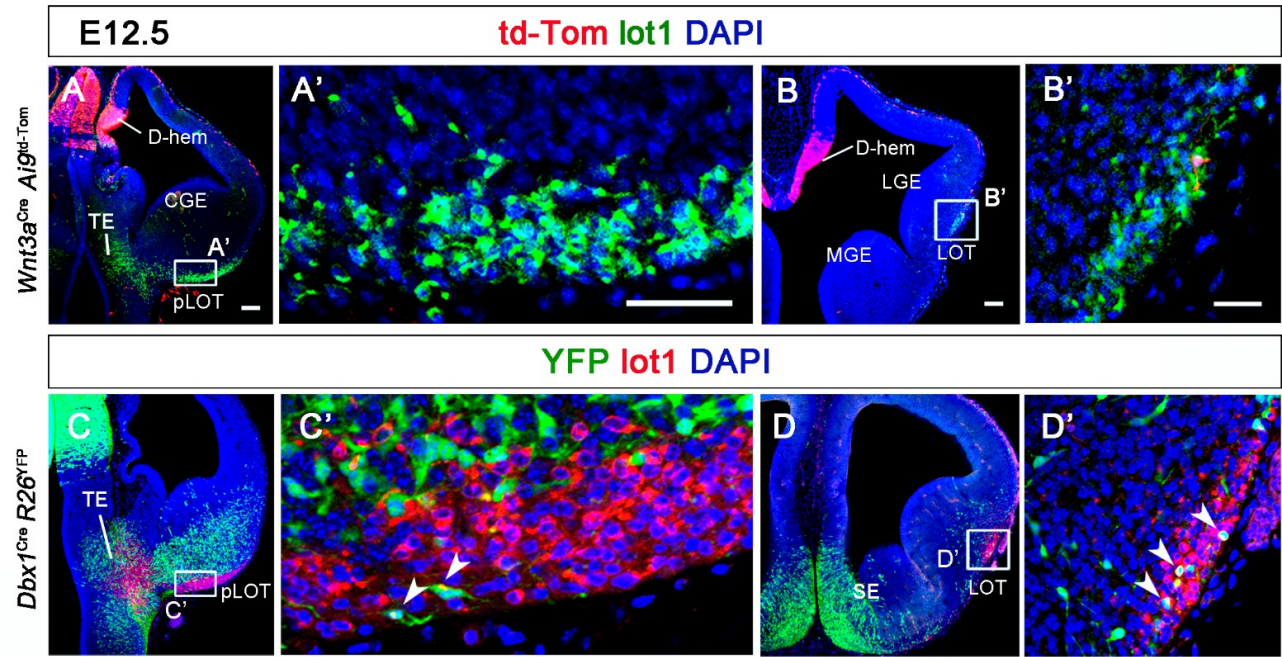 E12.5 td-Tom lot1 DAPI
Wnt3aCre Ai9td-Tom
A D-hem CGE TE A' pLOT
A'
B D-hem LGE B' MGE LOT
B'
YFP lot1 DAPI
Dbx1Cre R26YFP
C TE pLOT C'
C'
D D' SE LOT
D'